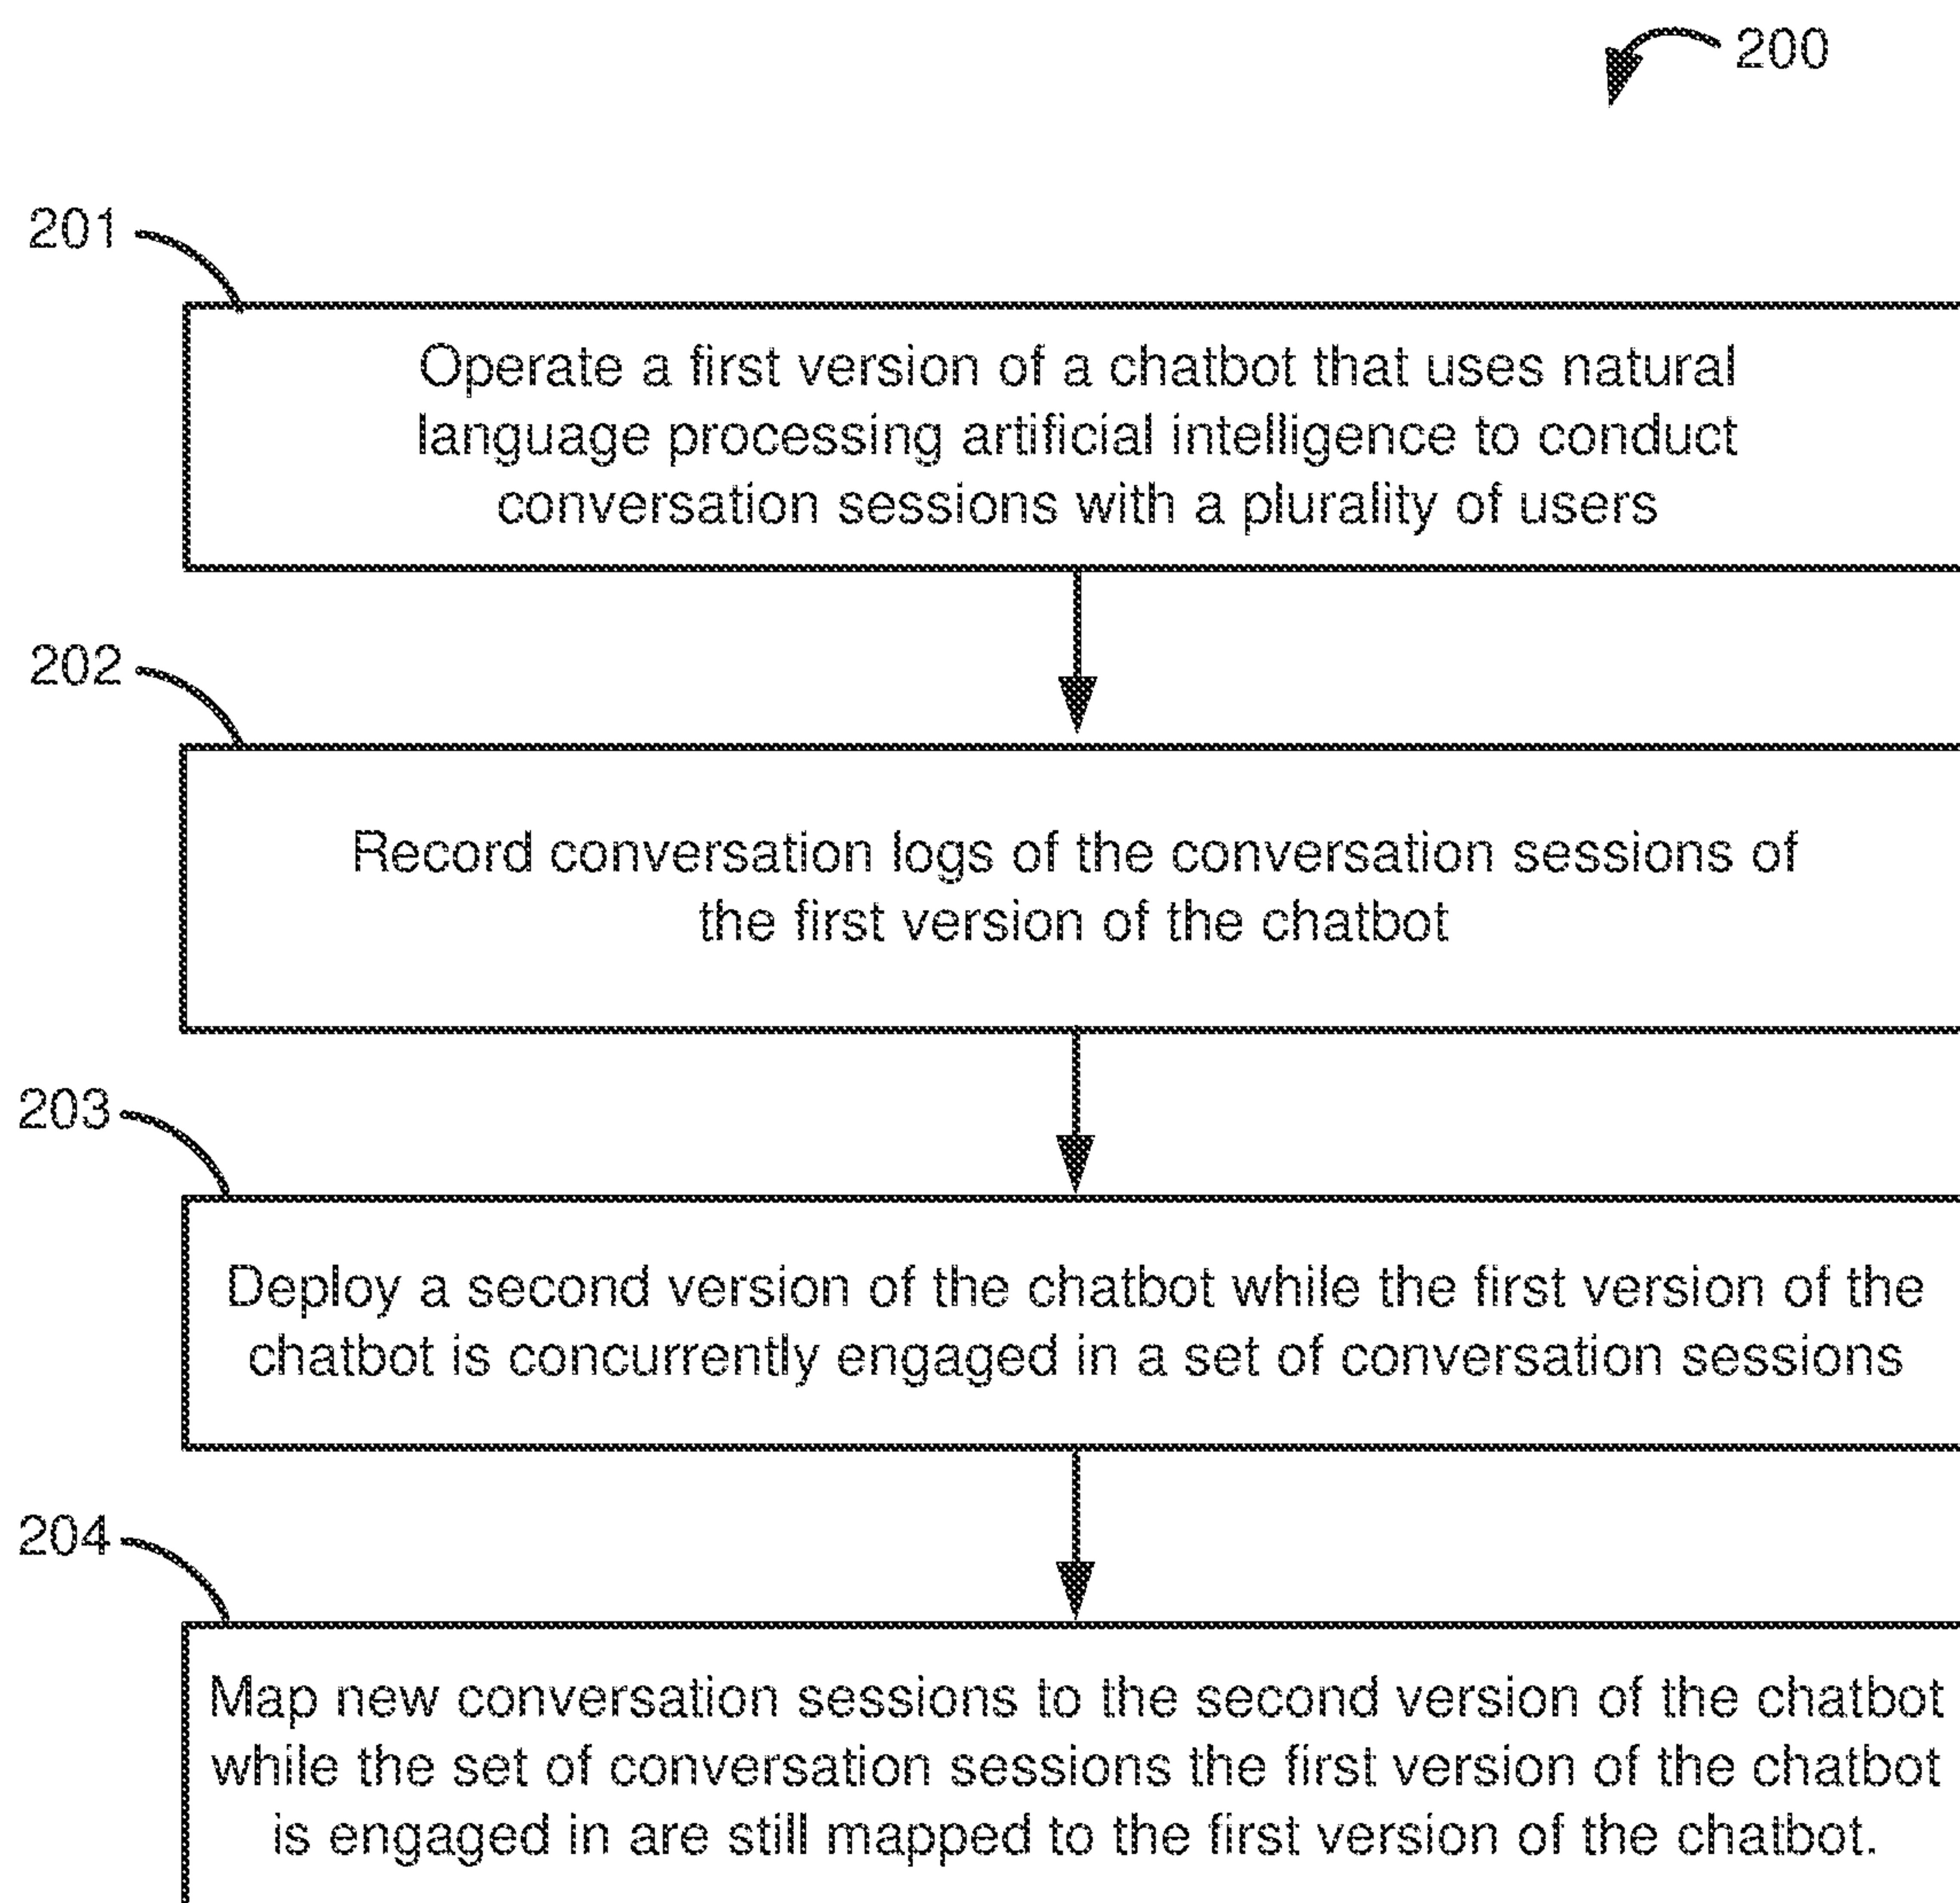 200
201
Operate a first version of a chatbot that uses natural
language processing artificial intelligence to conduct
conversation sessions with a plurality of users
202
Record conversation logs of the conversation sessions of
the first version of the chatbot
203
Deploy a second version of the chatbot while the first version of the
chatbot is concurrently engaged in a set of conversation sessions
204
Map new conversation sessions to the second version of the chatbot
while the set of conversation sessions the first version of the chatbot
is engaged in are still mapped to the first version of the chatbot.